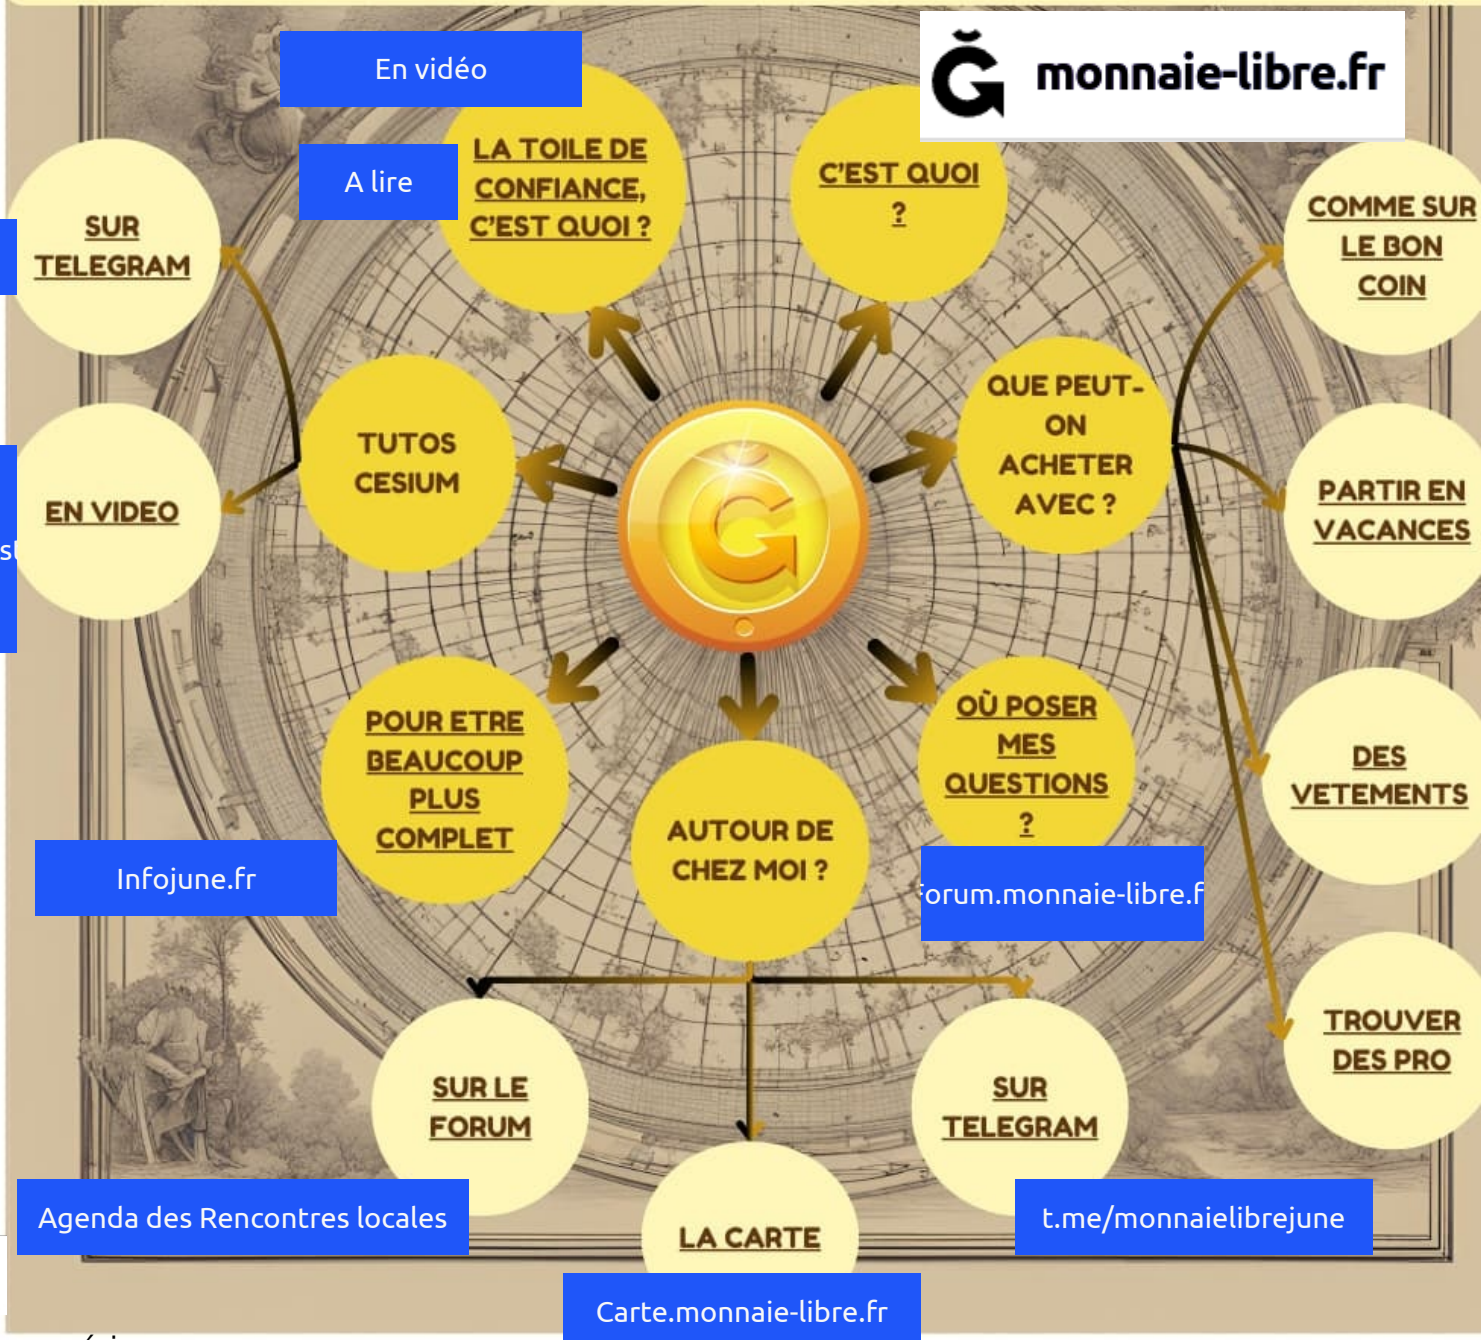 En vidéo
monnaie-libre.fr
A lire
LA TOILE DE
CONFIANCE,
C'EST QUOI ?
C'EST QUOI
?
SUR
TELEGRAM
COMME SUR
LE BON
COIN
TUTOS
CESIUM
QUE PEUT-
ON
ACHETER
AVEC ?
EN VIDEO
PARTIR EN
VACANCES
Ğ
POUR ETRE
BEAUCOUP
PLUS
COMPLET
AUTOUR DE
CHEZ MOI ?
OÙ POSER
MES
QUESTIONS
?
DES
VETEMENTS
Infojune.fr
orum.monnaie-libre.f
TROUVER
DES PRO
SUR LE
FORUM
SUR
TELEGRAM
Agenda des Rencontres locales
LA CARTE
t.me/monnaielibrejune
Carte.monnaie-libre.fr